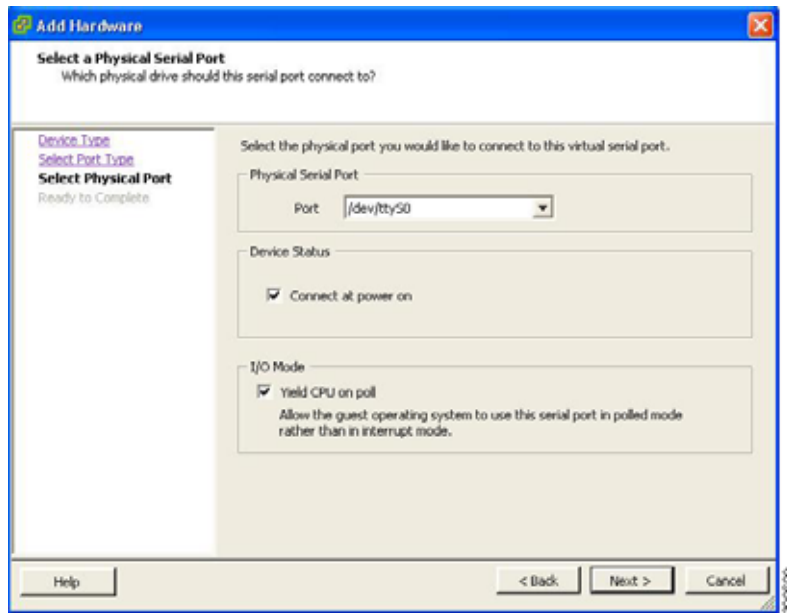 Add Hardware
Select a Physical Serial Port
Which physical drive should this serial port connect to?
Device Type
Select Port Type
Select Physical Port
Ready to Complete
Select the physical port you would like to connect to this virtual serial port.
Physical Serial Port
Port /dev/ttyS0
Device Status
Connect at power on
I/O Mode
Yield CPU on poll
Allow the guest operating system to use this serial port in polled mode
rather than in interrupt mode.
Help < Back Next > Cancel